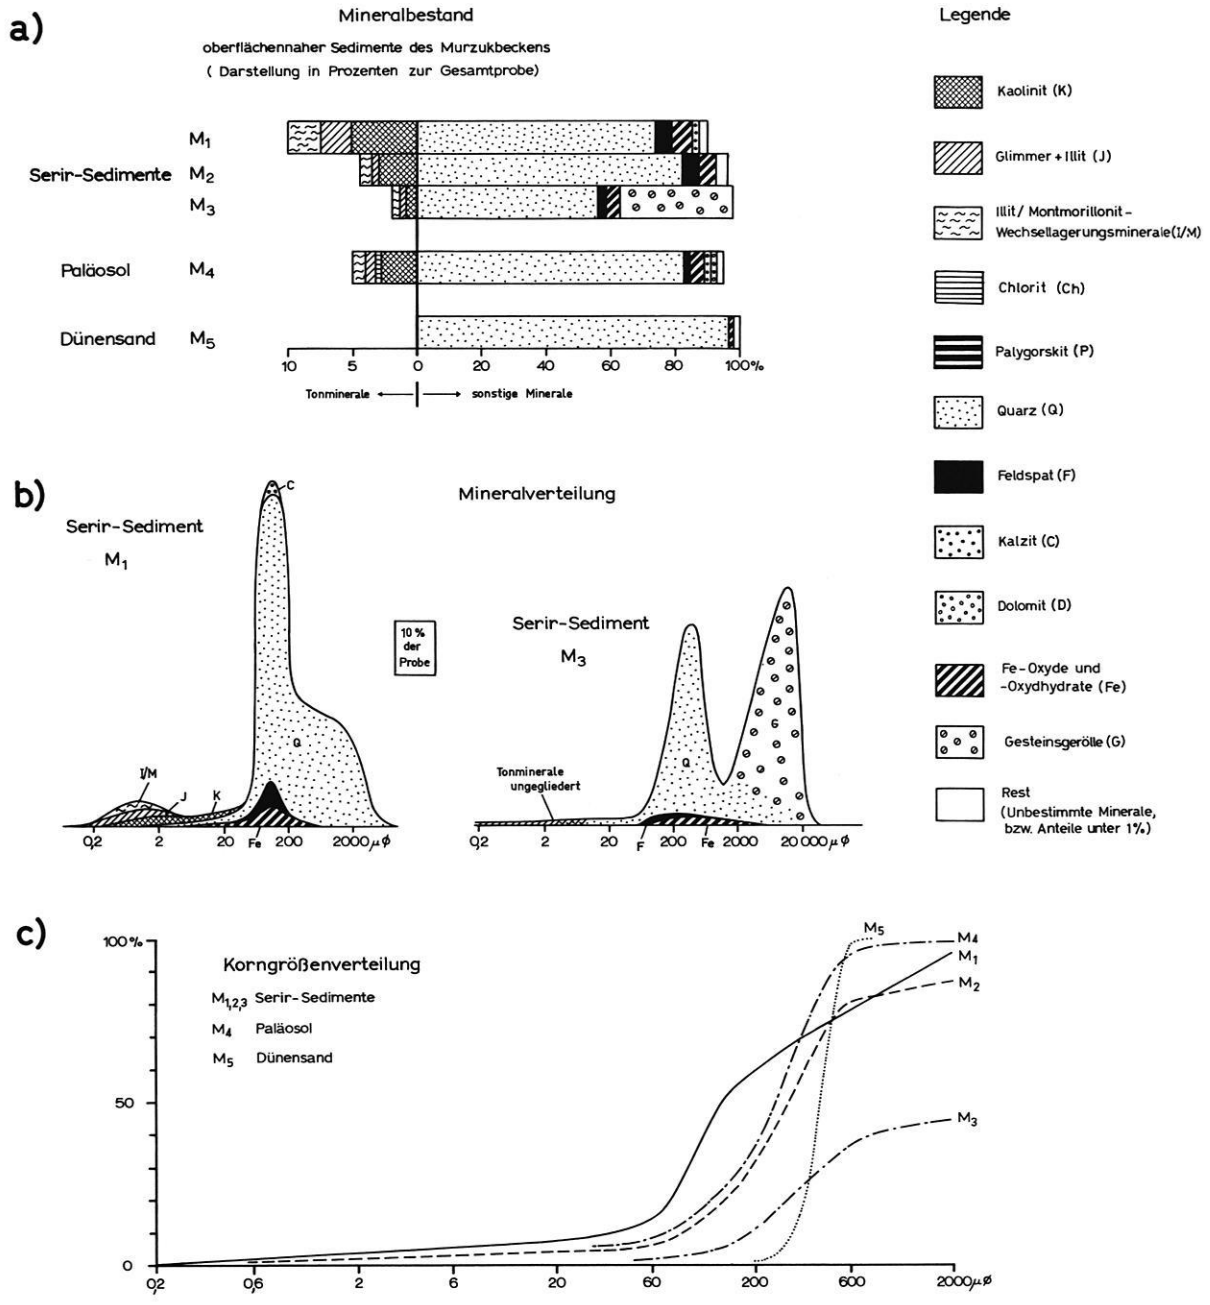 a)
Mineralbestand
oberflächennaher Sedimente des Murzukbeckens
( Darstellung in Prozenten zur Gesamtprobe)
M1
Serir-Sedimente
M2
M3
Paläosol
M4
Dünensand
M5
10 5 0 20 40 60 80 100%
Tonminerale
sonstige Minerale
Legende
Kaolinit (K)
Glimmer + Illit (J)
Illit/ Montmorillonit-
Wechsellagerungsminerale(I/M)
Chlorit (Ch)
Palygorskit (P)
Quarz (Q)
Feldspat (F)
Kalzit (C)
Dolomit (D)
Fe-Oxyde und
-Oxydhydrate (Fe)
Gesteinsgerölle (G)
Rest
(Unbestimmte Minerale,
bzw. Anteile unter 1%)
b)
Mineralverteilung
Serir-Sediment
M1
C
Q
I/M
J
K
0,2 2 20 Fe 200 2000 µ Ø
10 %
der
Probe
Serir-Sediment
M3
Tonminerale
ungegliedert
Q
G
0,2 2 20 F 200 Fe 2000 20 000 µ Ø
c)
Korngrößenverteilung
M1,2,3 Serir-Sedimente
M4 Paläosol
M5 Dünensand
100%
50
0
M5
M4
M1
M2
M3
0,2 0,6 2 6 20 60 200 600 2000 µ Ø